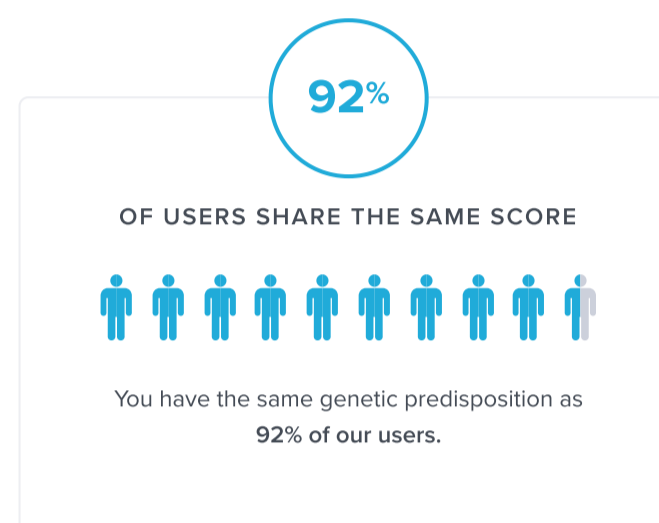 92%
OF USERS SHARE THE SAME SCORE
You have the same genetic predisposition as
92% of our users.